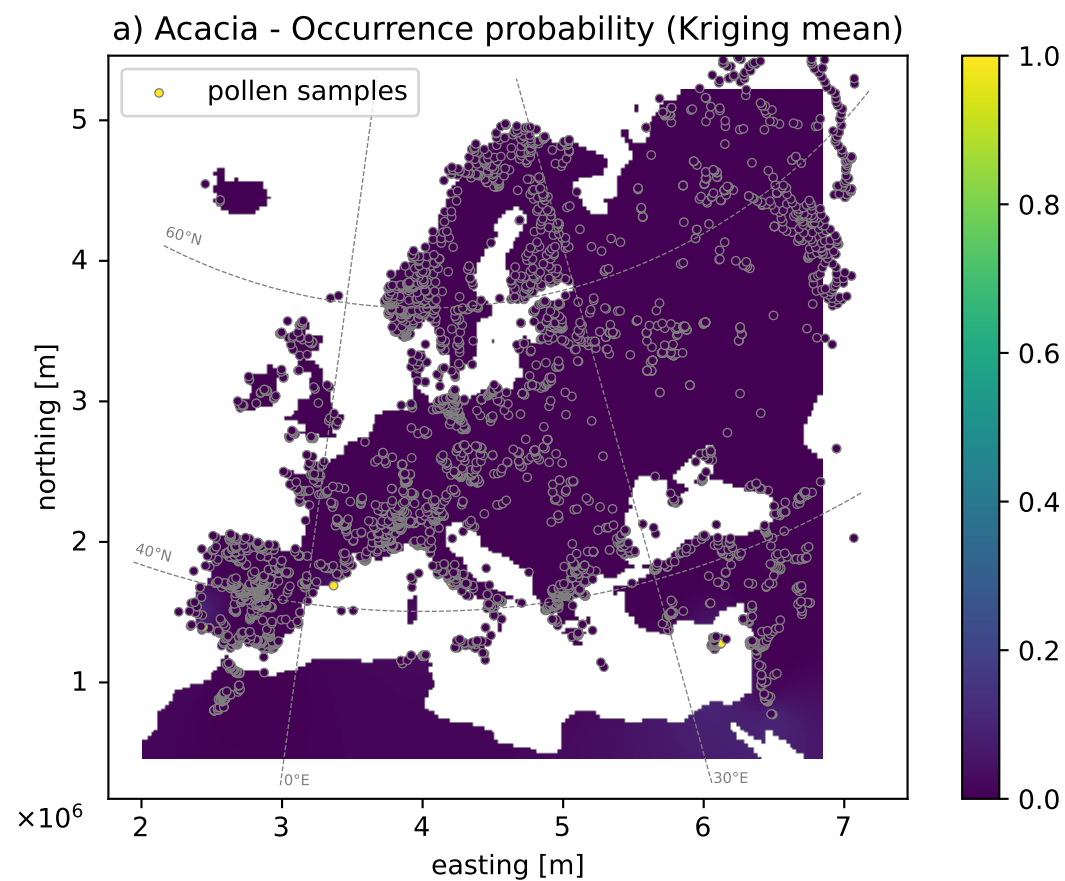 a) Acacia - Occurrence probability (Kriging mean)
pollen samples
60°N
40°N
0°E
30°E
5
4
3
2
1
northing [m]
×10⁶
2 3 4 5 6 7
easting [m]
1.0
0.8
0.6
0.4
0.2
0.0